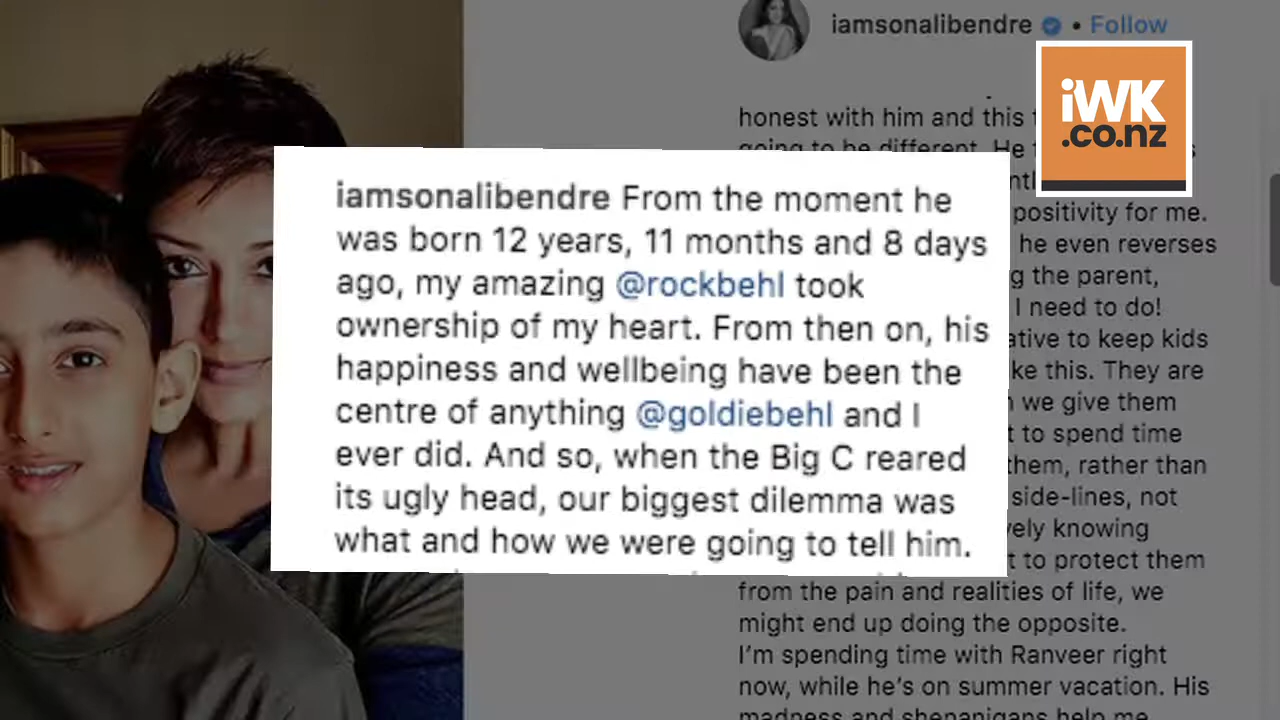 iamsonalibendre • Follow
iWK
.co.nz
honest with him and this
going to be different. He
positivity for me.
he even reverses
the parent,
I need to do!
to keep kids
this. They are
we give them
to spend time
them, rather than
side-lines, not
knowing
to protect them
from the pain and realities of life, we
might end up doing the opposite.
I'm spending time with Ranveer right
now, while he's on summer vacation. His
madness and shenanigans help me
iamsonalibendre From the moment he
was born 12 years, 11 months and 8 days
ago, my amazing @rockbehl took
ownership of my heart. From then on, his
happiness and wellbeing have been the
centre of anything @goldiebehl and I
ever did. And so, when the Big C reared
its ugly head, our biggest dilemma was
what and how we were going to tell him.